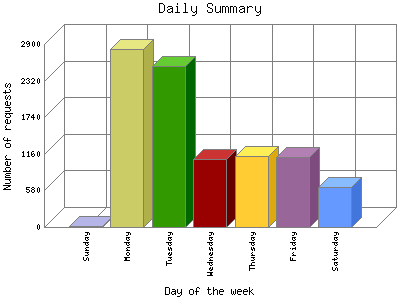 Daily Summary
Number of requests
2900
2320
1740
1160
580
0
Sunday
Monday
Tuesday
Wednesday
Thursday
Friday
Saturday
Day of the week